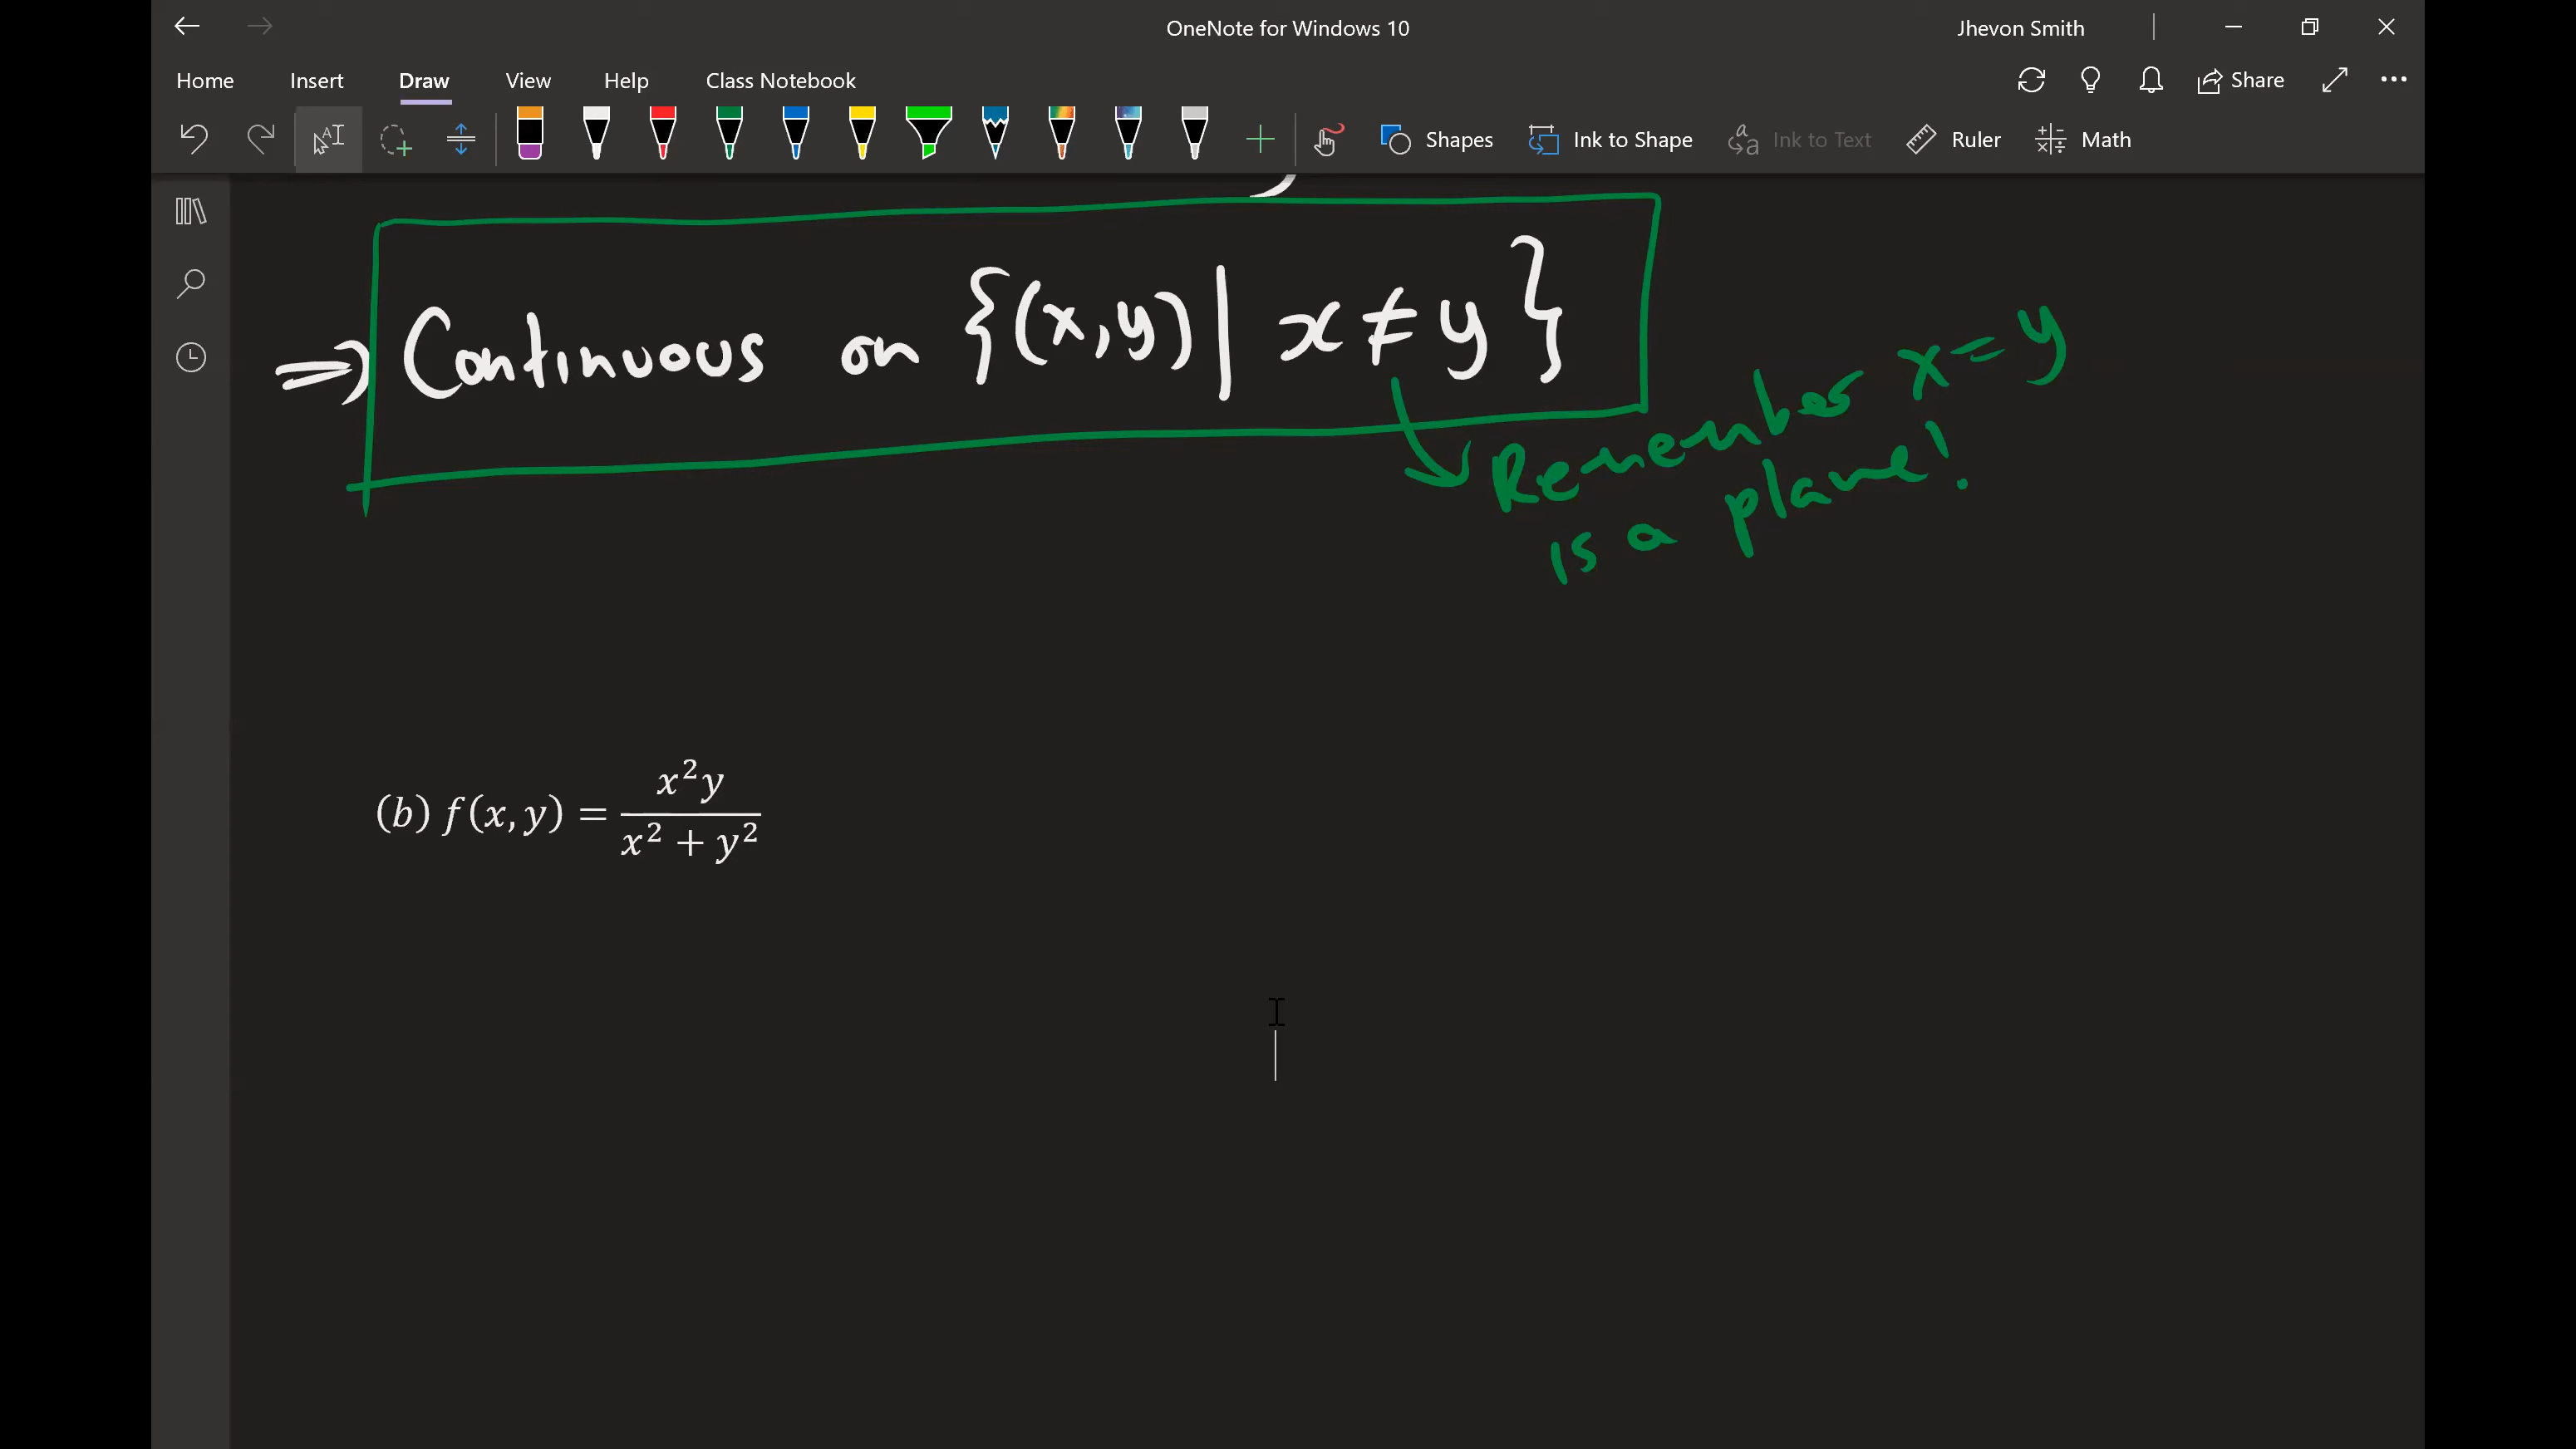 OneNote for Windows 10
Jhevon Smith
Home Insert Draw View Help Class Notebook
Share
Shapes Ink to Shape Ink to Text Ruler Math
⇒ Continuous on {(x,y)| x ≠ y}
Remember x = y
is a plane!
(b) f(x, y) = x²y / x² + y²